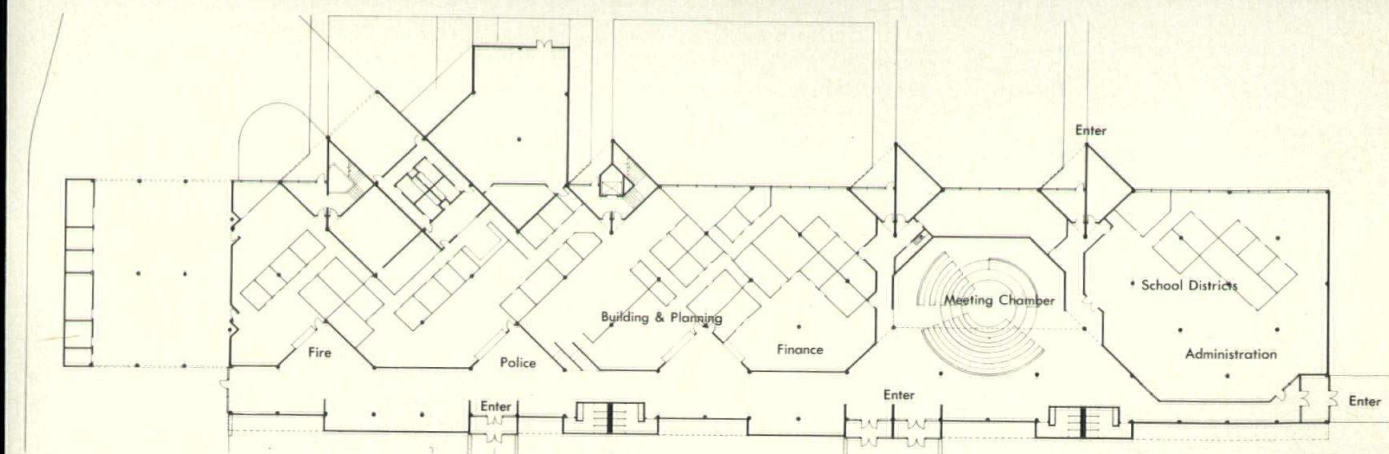 Enter
School Districts
Meeting Chamber
Building & Planning
Fire
Police
Finance
Administration
Enter
Enter
Enter